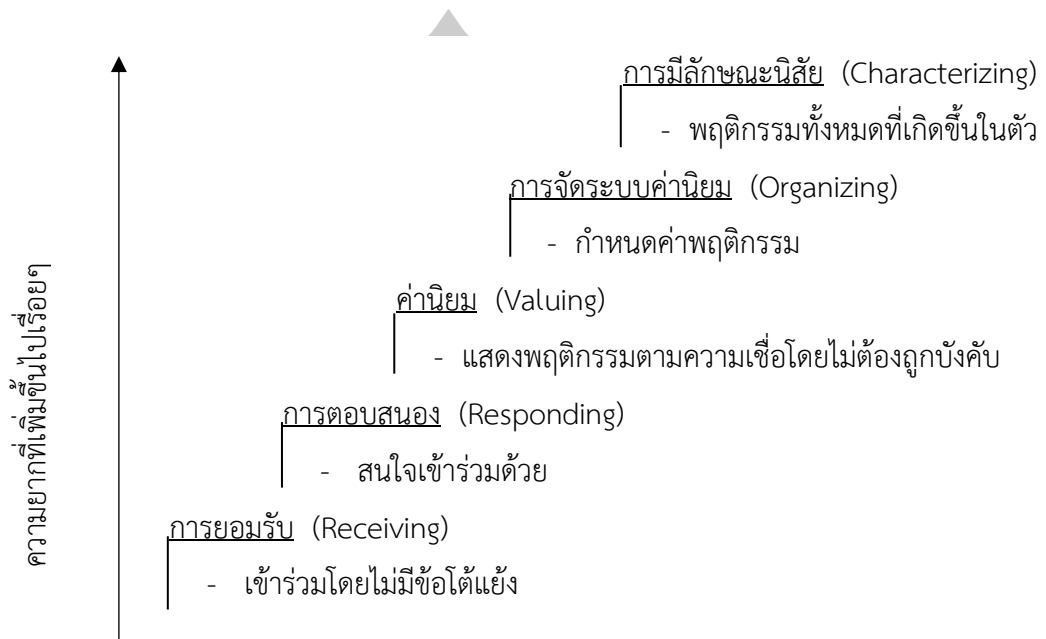 การมีลักษณะนิสัย (Characterizing)
- พฤติกรรมทั้งหมดที่เกิดขึ้นในตัว
การจัดระบบค่านิยม (Organizing)
- กำหนดค่าพฤติกรรม
ค่านิยม (Valuing)
- แสดงพฤติกรรมตามความเชื่อโดยไม่ต้องถูกบังคับ
การตอบสนอง (Responding)
- สนใจเข้าร่วมด้วย
การยอมรับ (Receiving)
- เข้าร่วมโดยไม่มีข้อโต้แย้ง
ความยากที่เพิ่มขึ้นไปเรื่อยๆ